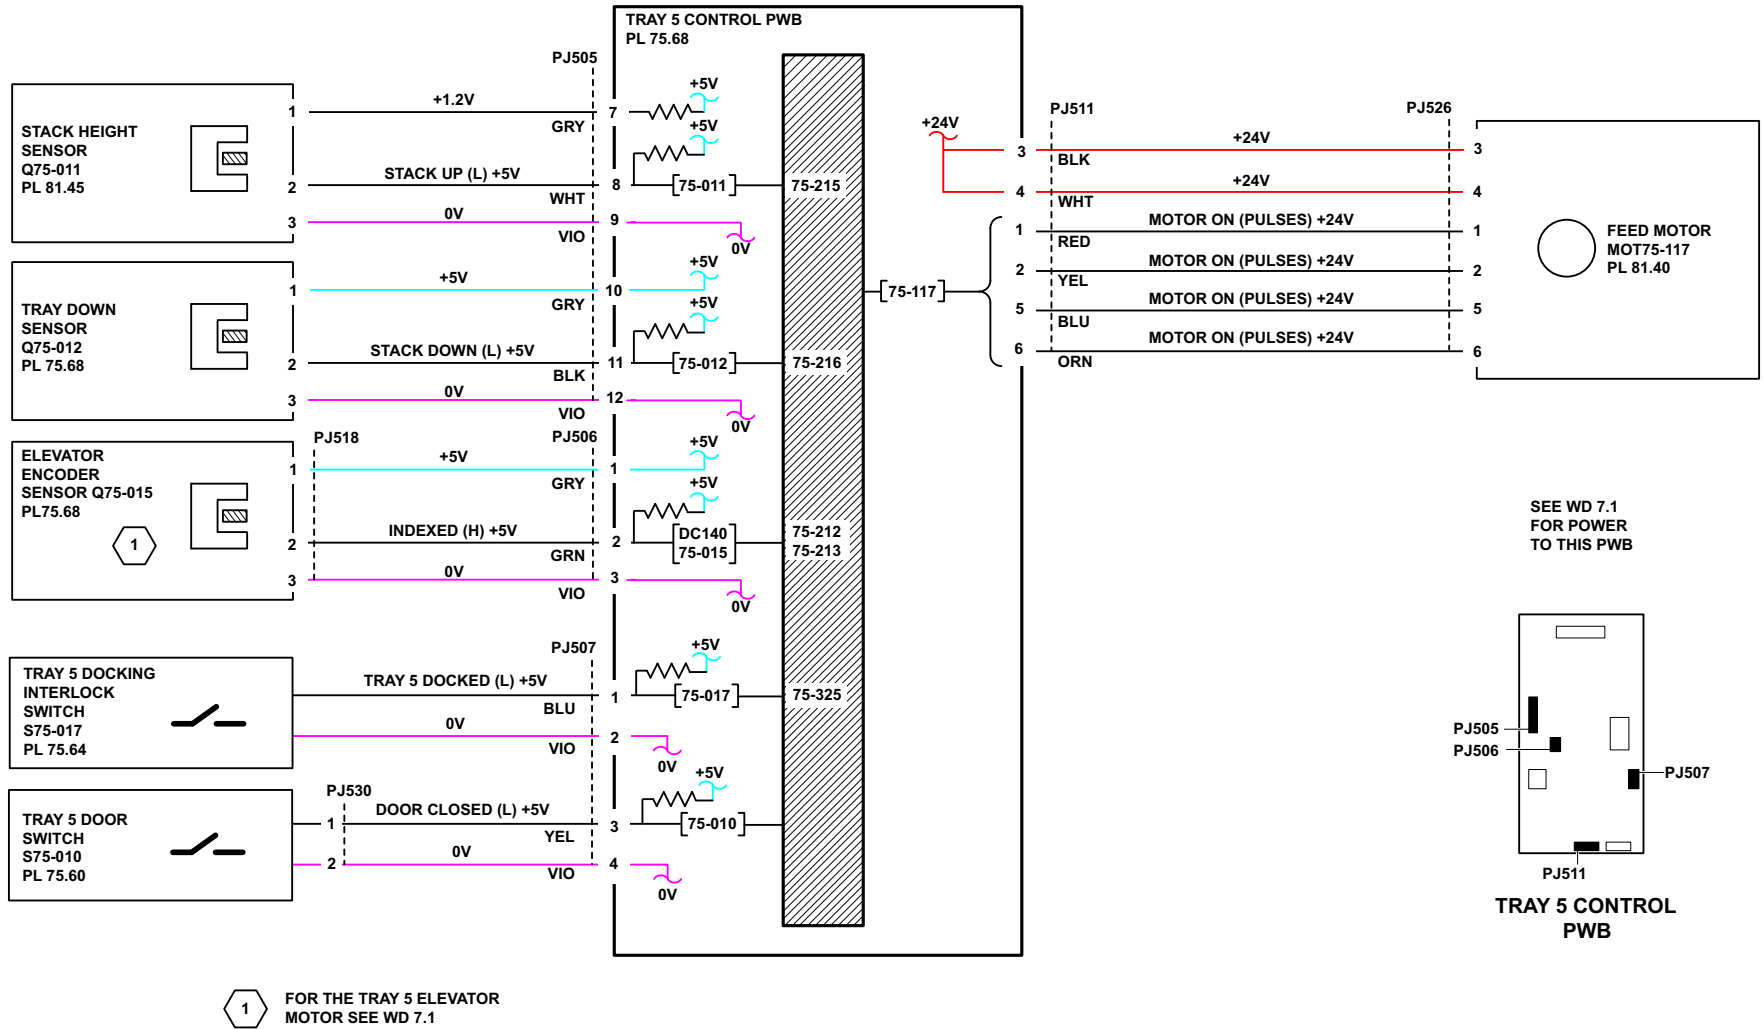 TRAY 5 CONTROL PWB
PL 75.68
PJ505
STACK HEIGHT
SENSOR
Q75-011
PL 81.45
1
+1.2V
GRY
7
+5V
2
STACK UP (L) +5V
WHT
8
+5V
75-011
75-215
3
0V
VIO
9
0V
TRAY DOWN
SENSOR
Q75-012
PL 75.68
1
+5V
GRY
10
+5V
2
STACK DOWN (L) +5V
BLK
11
+5V
75-012
75-216
3
0V
VIO
12
0V
ELEVATOR
ENCODER
SENSOR Q75-015
PL75.68
1
PJ518
PJ506
1
+5V
GRY
1
+5V
2
INDEXED (H) +5V
GRN
2
+5V
DC140
75-015
75-212
75-213
3
0V
VIO
3
0V
TRAY 5 DOCKING
INTERLOCK
SWITCH
S75-017
PL 75.64
PJ507
TRAY 5 DOCKED (L) +5V
BLU
1
+5V
75-017
75-325
0V
VIO
2
0V
TRAY 5 DOOR
SWITCH
S75-010
PL 75.60
PJ530
1
DOOR CLOSED (L) +5V
YEL
3
+5V
75-010
2
0V
VIO
4
0V
+24V
75-117
PJ511
PJ526
3
+24V
BLK
3
4
+24V
WHT
4
1
MOTOR ON (PULSES) +24V
RED
1
2
MOTOR ON (PULSES) +24V
YEL
2
5
MOTOR ON (PULSES) +24V
BLU
5
6
MOTOR ON (PULSES) +24V
ORN
6
FEED MOTOR
MOT75-117
PL 81.40
SEE WD 7.1
FOR POWER
TO THIS PWB
PJ505
PJ506
PJ507
PJ511
TRAY 5 CONTROL
PWB
1
FOR THE TRAY 5 ELEVATOR
MOTOR SEE WD 7.1